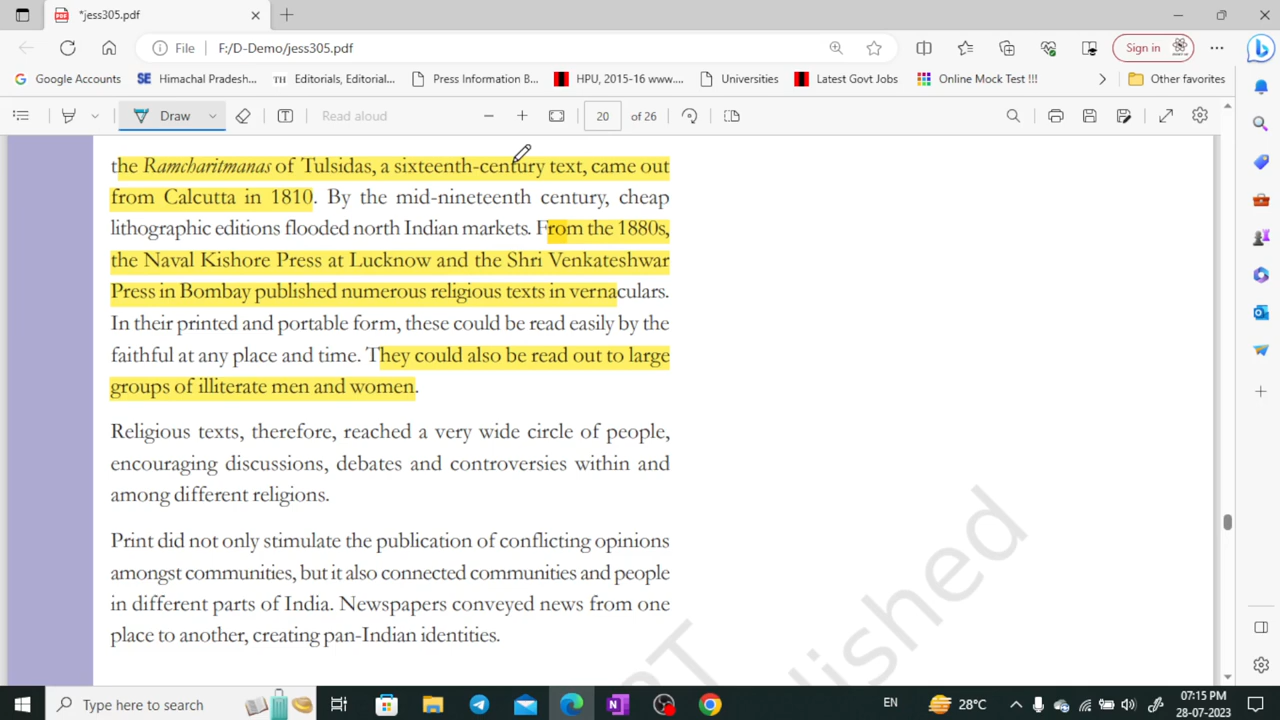 *jess305.pdf
File F:/D-Demo/jess305.pdf Sign in
Google Accounts SE Himachal Pradesh... TH Editorials, Editorial... Press Information B... HPU, 2015-16 www.... Universities Latest Govt Jobs Online Mock Test !!! Other favorites
Draw Read aloud 20 of 26
the Ramcharitmanas of Tulsidas, a sixteenth-century text, came out
from Calcutta in 1810. By the mid-nineteenth century, cheap
lithographic editions flooded north Indian markets. From the 1880s,
the Naval Kishore Press at Lucknow and the Shri Venkateshwar
Press in Bombay published numerous religious texts in vernaculars.
In their printed and portable form, these could be read easily by the
faithful at any place and time. They could also be read out to large
groups of illiterate men and women.
Religious texts, therefore, reached a very wide circle of people,
encouraging discussions, debates and controversies within and
among different religions.
Print did not only stimulate the publication of conflicting opinions
amongst communities, but it also connected communities and people
in different parts of India. Newspapers conveyed news from one
place to another, creating pan-Indian identities.
Type here to search EN 28°C 07:15 PM
28-07-2023